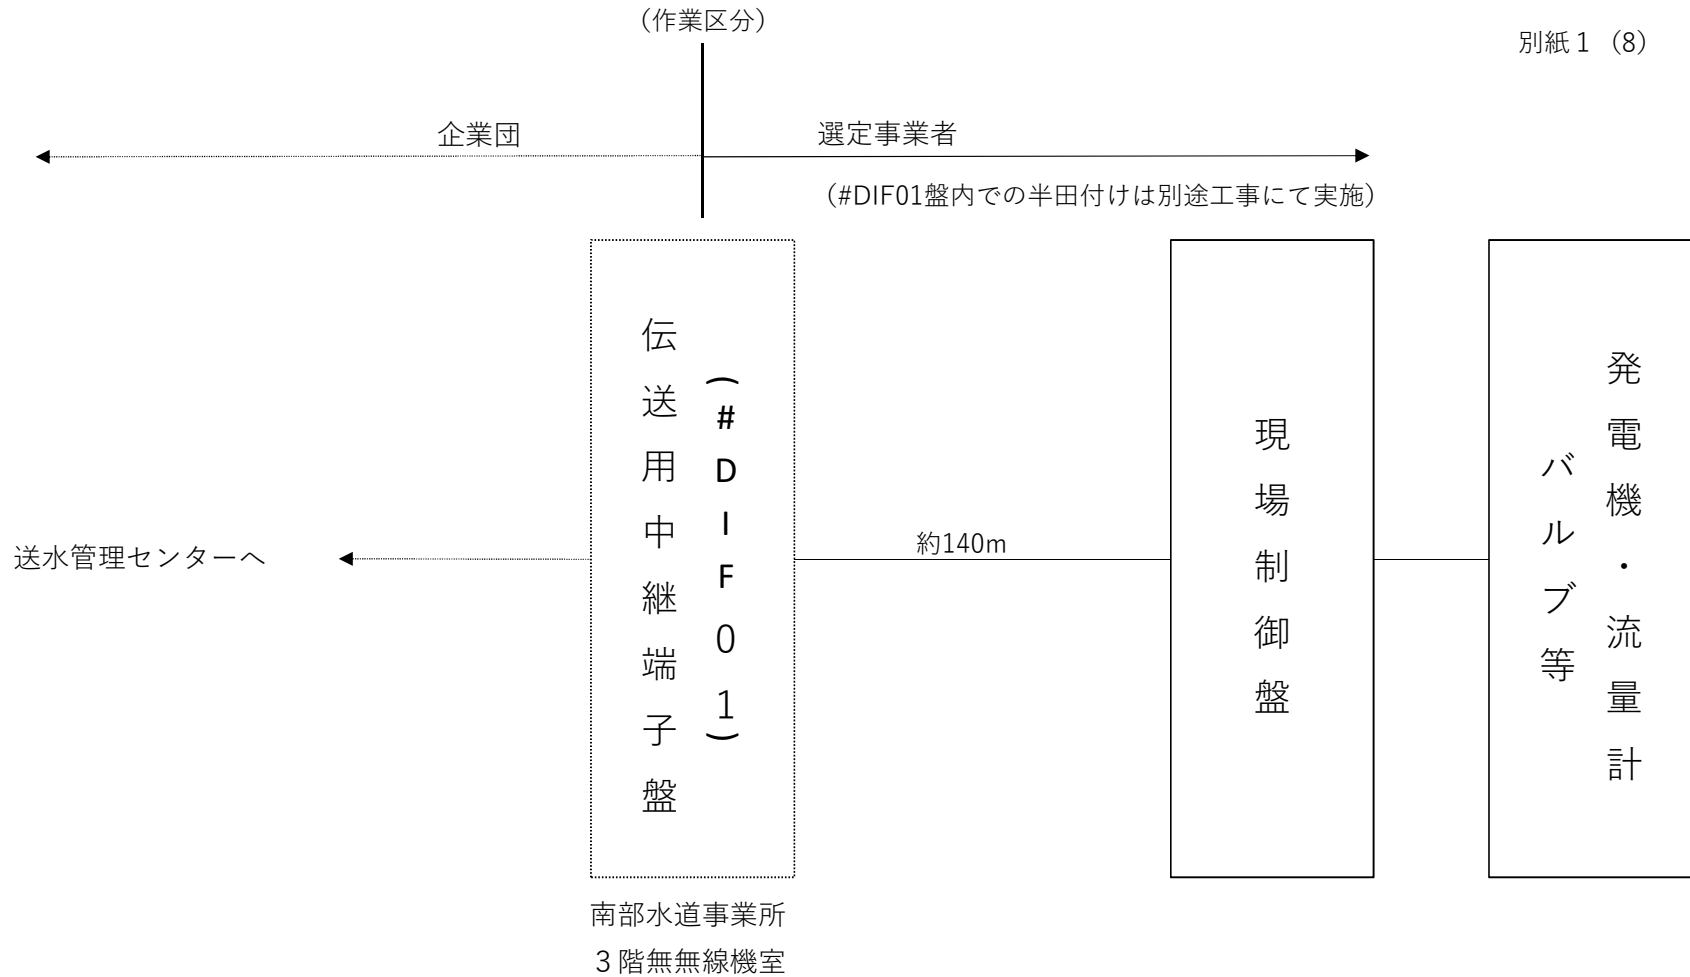 （作業区分）
別紙１（8）
企業団
選定事業者
（#DIF01盤内での半田付けは別途工事にて実施）
伝送用中継端子盤
（#DIF01）
現場制御盤
発電機・流量計
バルブ等
送水管理センターへ
約140m
南部水道事業所
３階無無線機室